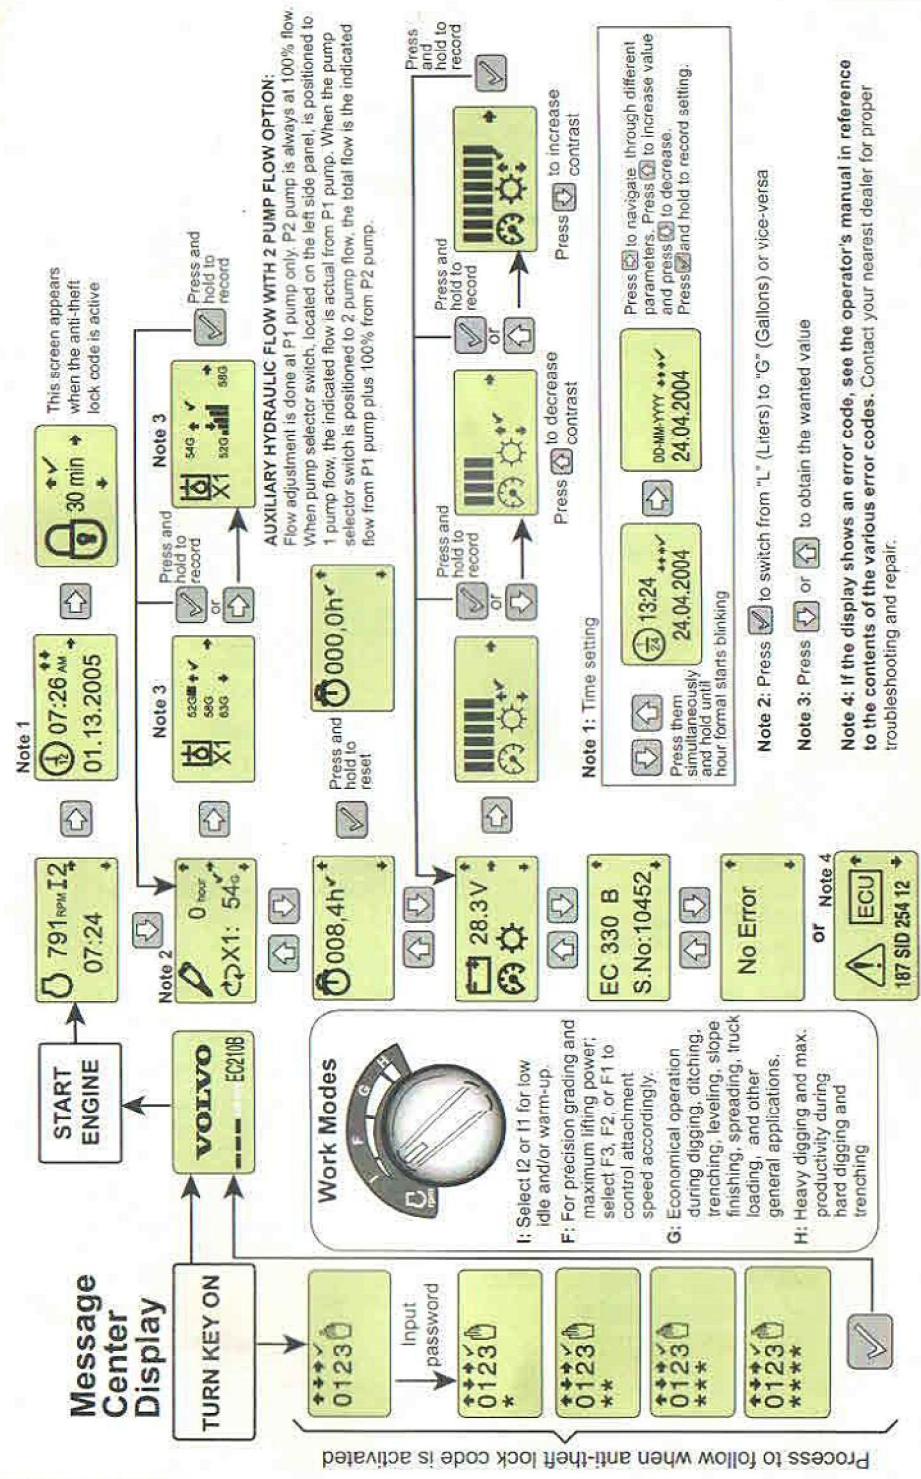 Message
Center
Display
TURN KEY ON
START
ENGINE
VOLVO
EC210B
0123
Input
password
0123
*
0123
**
0123
***
0123
****
Process to follow when anti-theft lock code is activated
Work Modes
I
F
G
H
I: Select I2 or I1 for low
idle and/or warm-up.
F: For precision grading and
maximum lifting power;
select F3, F2, or F1 to
control attachment
speed accordingly.
G: Economical operation
during digging, ditching,
trenching, leveling, slope
finishing, spreading, truck
loading, and other
general applications.
H: Heavy digging and max.
productivity during
hard digging and
trenching
791 RPM I2
07:24
Note 1
12 07:26 AM
01.13.2005
30 min
This screen appears
when the anti-theft
lock code is active
Note 2
0 hour
X1: 54G
Note 3
X1
52G
58G
63G
Press and
hold to
record
or
Note 3
X1
54G
52G 58G
Press and
hold to
record
AUXILIARY HYDRAULIC FLOW WITH 2 PUMP FLOW OPTION:
Flow adjustment is done at P1 pump only. P2 pump is always at 100% flow.
When pump selector switch, located on the left side panel, is positioned to
1 pump flow, the indicated flow is actual from P1 pump. When the pump
selector switch is positioned to 2 pump flow, the total flow is the indicated
flow from P1 pump plus 100% from P2 pump.
008,4h
Press and
hold to
reset
000,0h
28.3V
Press and
hold to
record
or
Press to decrease
contrast
Press and
hold to
record
or
Press to increase
contrast
Press
and
hold to
record
EC 330 B
S.No:10452
No Error
or
Note 4
ECU
187 SID 254 12
Note 1: Time setting
Press them
simultaneously
and hold until
hour format starts blinking
24 13:24
24.04.2004
DD-MM-YYYY
24.04.2004
Press to navigate through different
parameters. Press to increase value
and press to decrease.
Press and hold to record setting.
Note 2: Press to switch from "L" (Liters) to "G" (Gallons) or vice-versa
Note 3: Press or to obtain the wanted value
Note 4: If the display shows an error code, see the operator's manual in reference
to the contents of the various error codes. Contact your nearest dealer for proper
troubleshooting and repair.